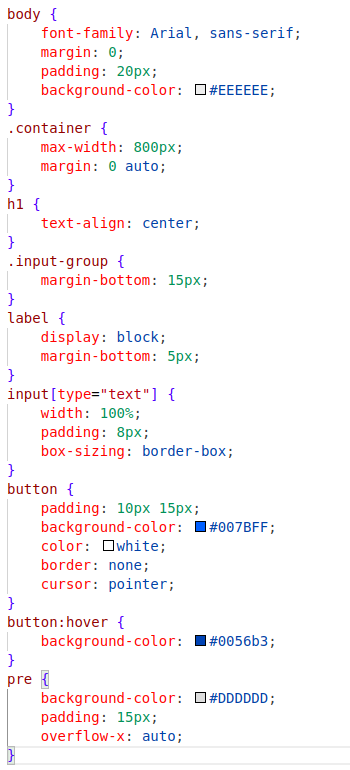 body {
    font-family: Arial, sans-serif;
    margin: 0;
    padding: 20px;
    background-color: #EEEEEE;
}
.container {
    max-width: 800px;
    margin: 0 auto;
}
h1 {
    text-align: center;
}
.input-group {
    margin-bottom: 15px;
}
label {
    display: block;
    margin-bottom: 5px;
}
input[type="text"] {
    width: 100%;
    padding: 8px;
    box-sizing: border-box;
}
button {
    padding: 10px 15px;
    background-color: #007BFF;
    color: white;
    border: none;
    cursor: pointer;
}
button:hover {
    background-color: #0056b3;
}
pre {
    background-color: #DDDDDD;
    padding: 15px;
    overflow-x: auto;
}